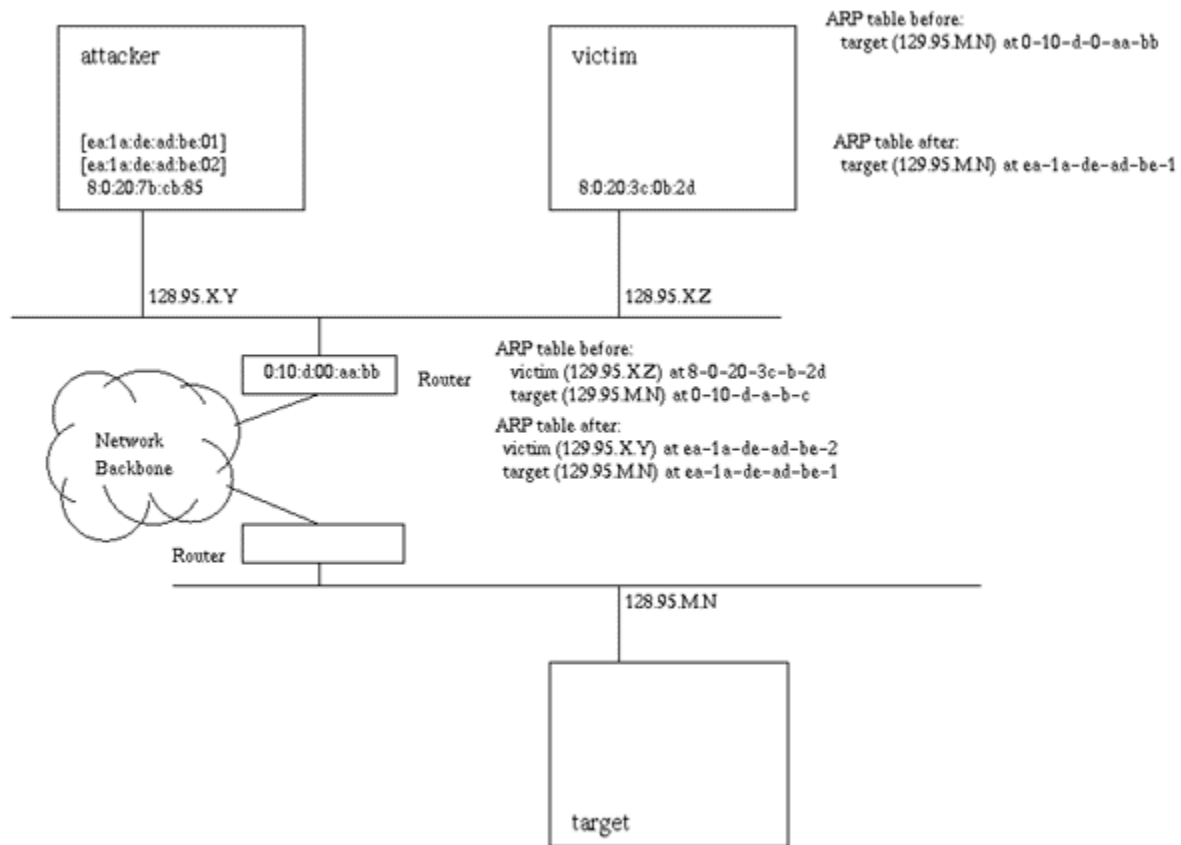 attacker
[ea:1a:de:ad:be:01]
[ea:1a:de:ad:be:02]
8:0:20:7b:cb:85
victim
8:0:20:3c:0b:2d
ARP table before:
target (129.95.M.N) at 0-10-d-0-aa-bb
ARP table after:
target (129.95.M.N) at ea-1a-de-ad-be-1
128.95.X.Y
128.95.X.Z
0:10:d:00:aa:bb
Router
ARP table before:
victim (129.95.X.Z) at 8-0-20-3c-b-2d
target (129.95.M.N) at 0-10-d-a-b-c
ARP table after:
victim (129.95.X.Y) at ea-1a-de-ad-be-2
target (129.95.M.N) at ea-1a-de-ad-be-1
Network
Backbone
Router
128.95.M.N
target